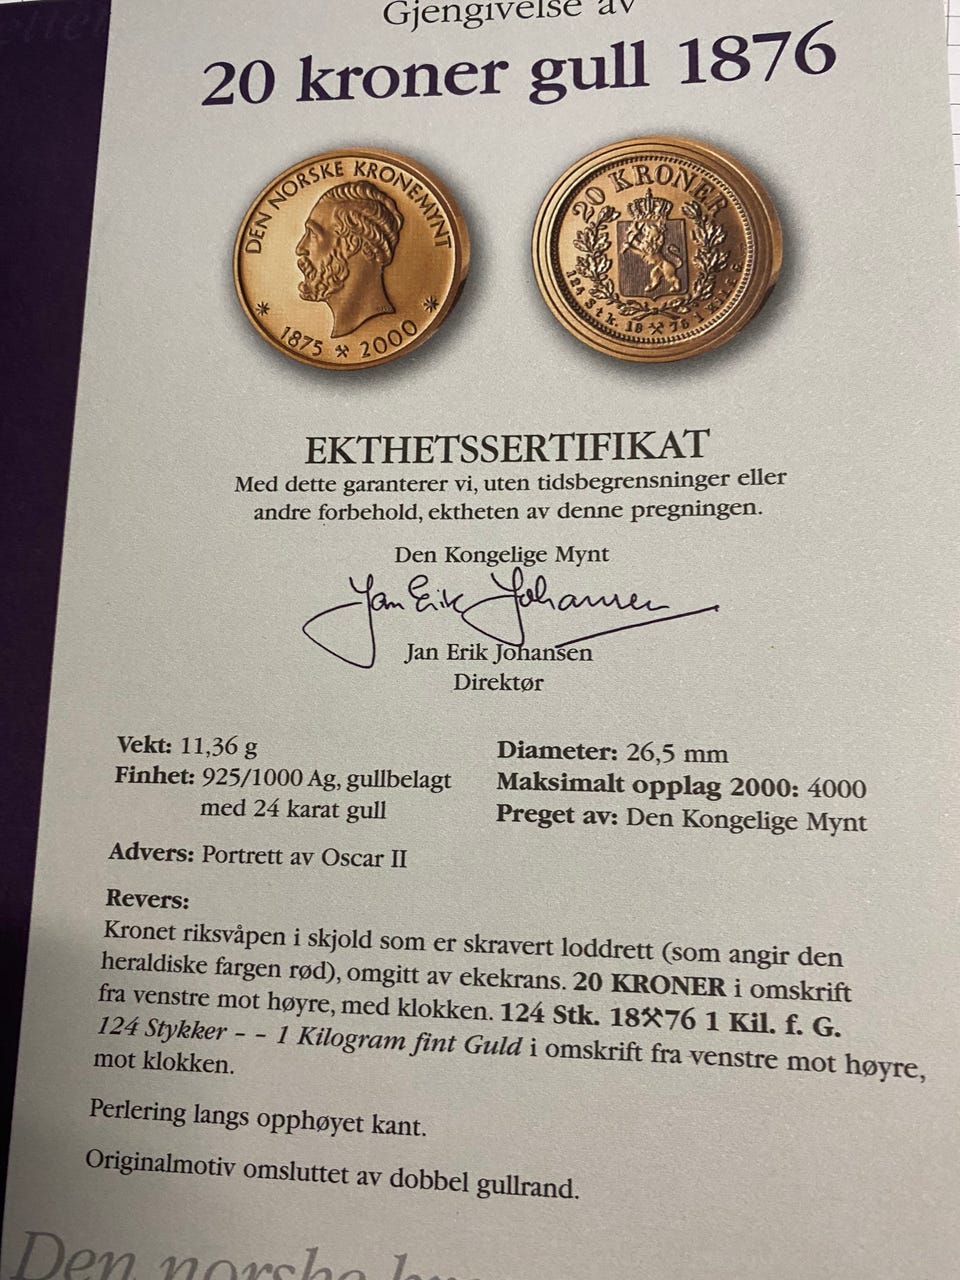 Gjengivelse av
20 kroner gull 1876
DEN NORSKE KRONEMYNT
1875 ⚒ 2000
20 KRONER
124 Stk. 18 ⚒ 76 1 Kil. f. G.
EKTHETSSERTIFIKAT
Med dette garanterer vi, uten tidsbegrensninger eller
andre forbehold, ektheten av denne pregningen.
Den Kongelige Mynt
Jan Erik Johansen
Jan Erik Johansen
Direktør
Vekt: 11,36 g
Finhet: 925/1000 Ag, gullbelagt
med 24 karat gull
Diameter: 26,5 mm
Maksimalt opplag 2000: 4000
Preget av: Den Kongelige Mynt
Advers: Portrett av Oscar II
Revers:
Kronet riksvåpen i skjold som er skravert loddrett (som angir den
heraldiske fargen rød), omgitt av ekekrans. 20 KRONER i omskrift
fra venstre mot høyre, med klokken. 124 Stk. 18⚒76 1 Kil. f. G.
124 Stykker – – 1 Kilogram fint Guld i omskrift fra venstre mot høyre,
mot klokken.
Perlering langs opphøyet kant.
Originalmotiv omsluttet av dobbel gullrand.
Den norske